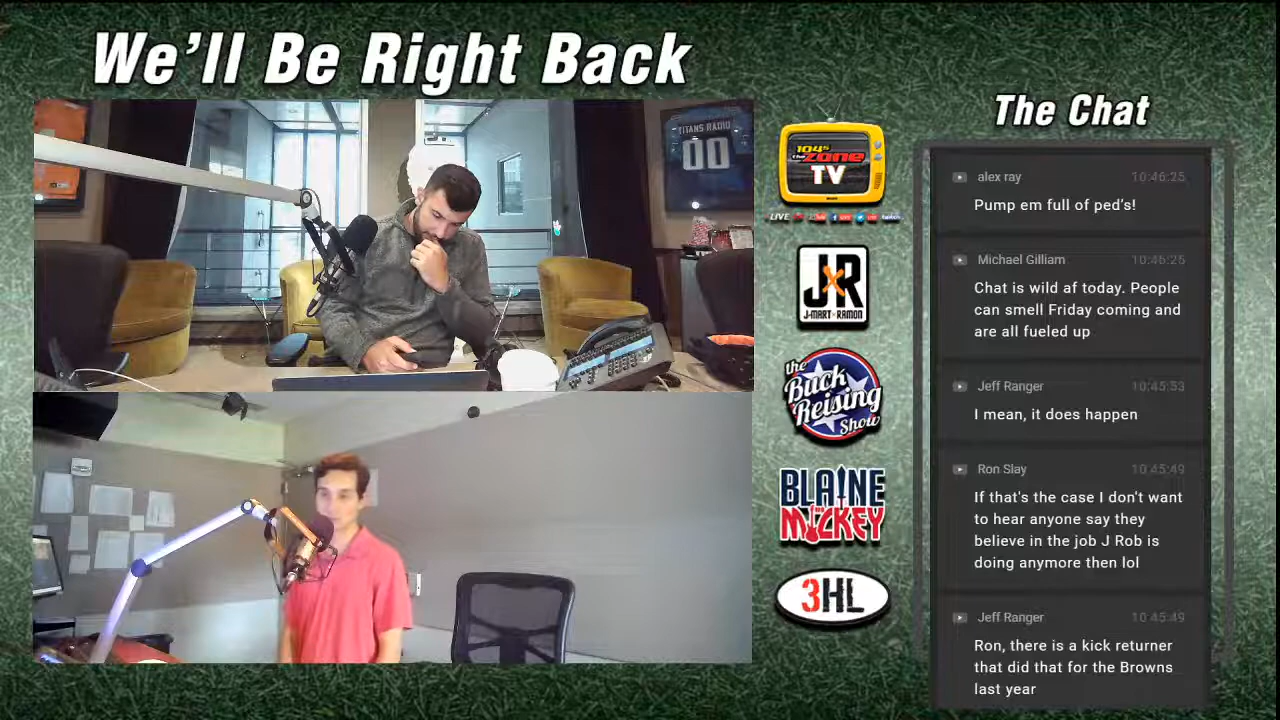 We'll Be Right Back
TITANS RADIO
00
104.5
THE ZONE
TV
LIVE
JxR
J-MART RAMON
the
Buck
Reising
Show
BLAINE
MICKEY
3HL
The Chat
alex ray 10:46:25
Pump em full of ped's!
Michael Gilliam 10:46:25
Chat is wild af today. People
can smell Friday coming and
are all fueled up
Jeff Ranger 10:45:53
I mean, it does happen
Ron Slay 10:45:49
If that's the case I don't want
to hear anyone say they
believe in the job J Rob is
doing anymore then lol
Jeff Ranger 10:45:49
Ron, there is a kick returner
that did that for the Browns
last year